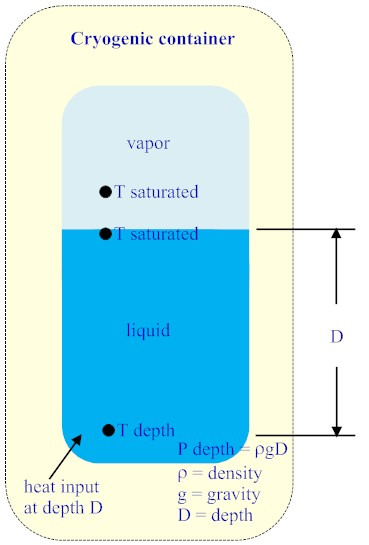 Cryogenic container
vapor
T saturated
T saturated
D
liquid
T depth
P depth = ρgD
ρ = density
g = gravity
D = depth
heat input
at depth D